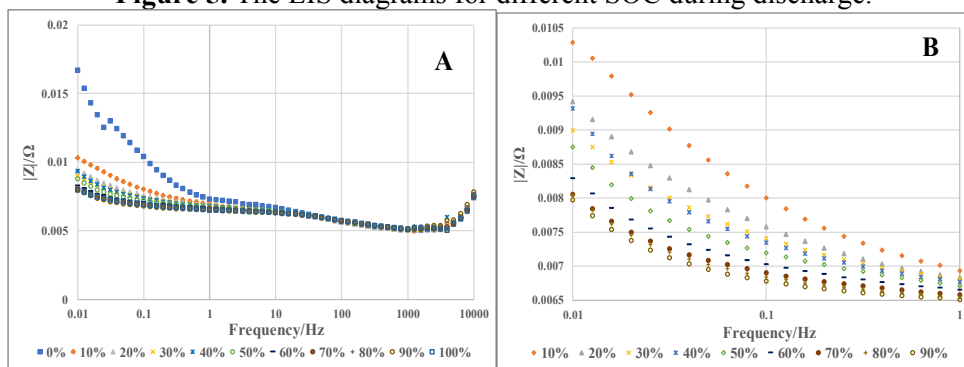 Figure 3. The EIS diagrams for different SOC during discharge.
A
0.02
0.015
0.01
0.005
0
|Z|/Ω
0.01 0.1 1 10 100 1000 10000
Frequency/Hz
0% 10% 20% 30% 40% 50% 60% 70% 80% 90% 100%
B
0.0105
0.01
0.0095
0.009
0.0085
0.008
0.0075
0.007
0.0065
|Z|/Ω
0.01 0.1 1
Frequency/Hz
10% 20% 30% 40% 50% 60% 70% 80% 90%